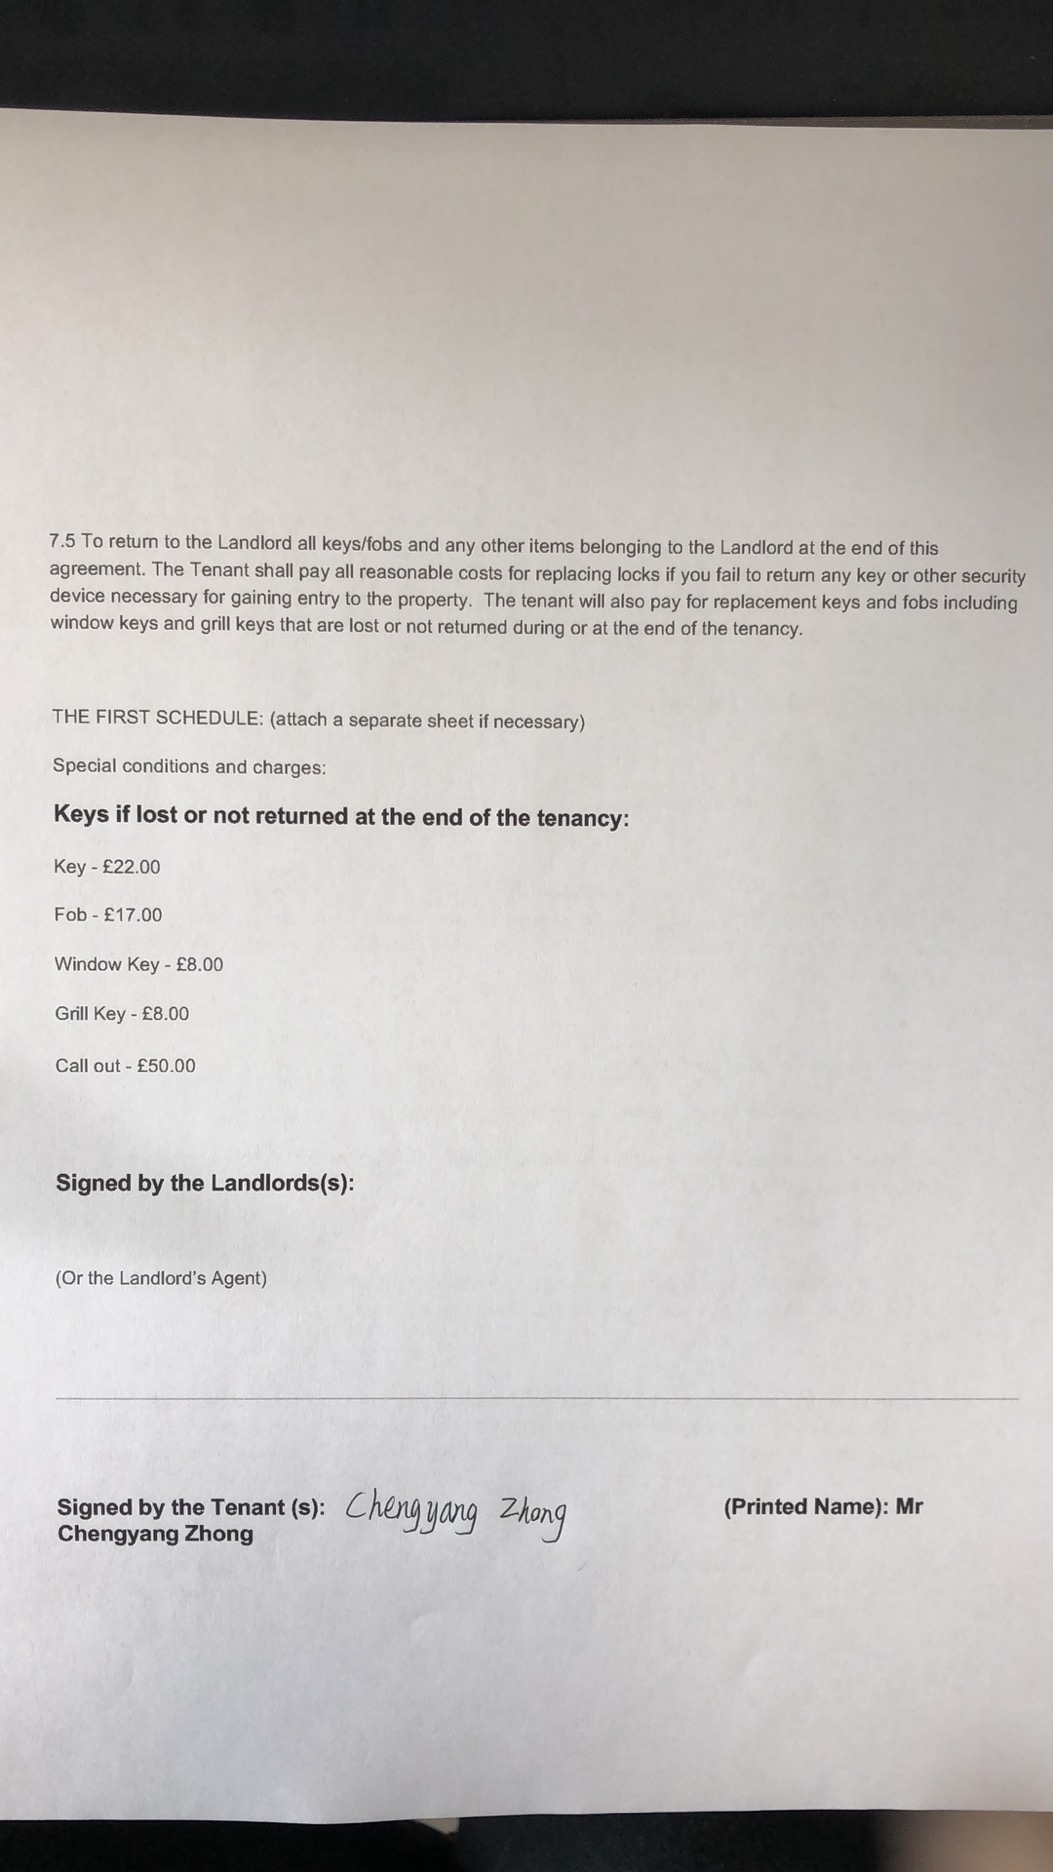 7.5 To return to the Landlord all keys/fobs and any other items belonging to the Landlord at the end of this
agreement. The Tenant shall pay all reasonable costs for replacing locks if you fail to return any key or other security
device necessary for gaining entry to the property.  The tenant will also pay for replacement keys and fobs including
window keys and grill keys that are lost or not returned during or at the end of the tenancy.
THE FIRST SCHEDULE: (attach a separate sheet if necessary)
Special conditions and charges:
Keys if lost or not returned at the end of the tenancy:
Key - £22.00
Fob - £17.00
Window Key - £8.00
Grill Key - £8.00
Call out - £50.00
Signed by the Landlords(s):
(Or the Landlord's Agent)
Signed by the Tenant (s): Chengyang Zhong (Printed Name): Mr
Chengyang Zhong